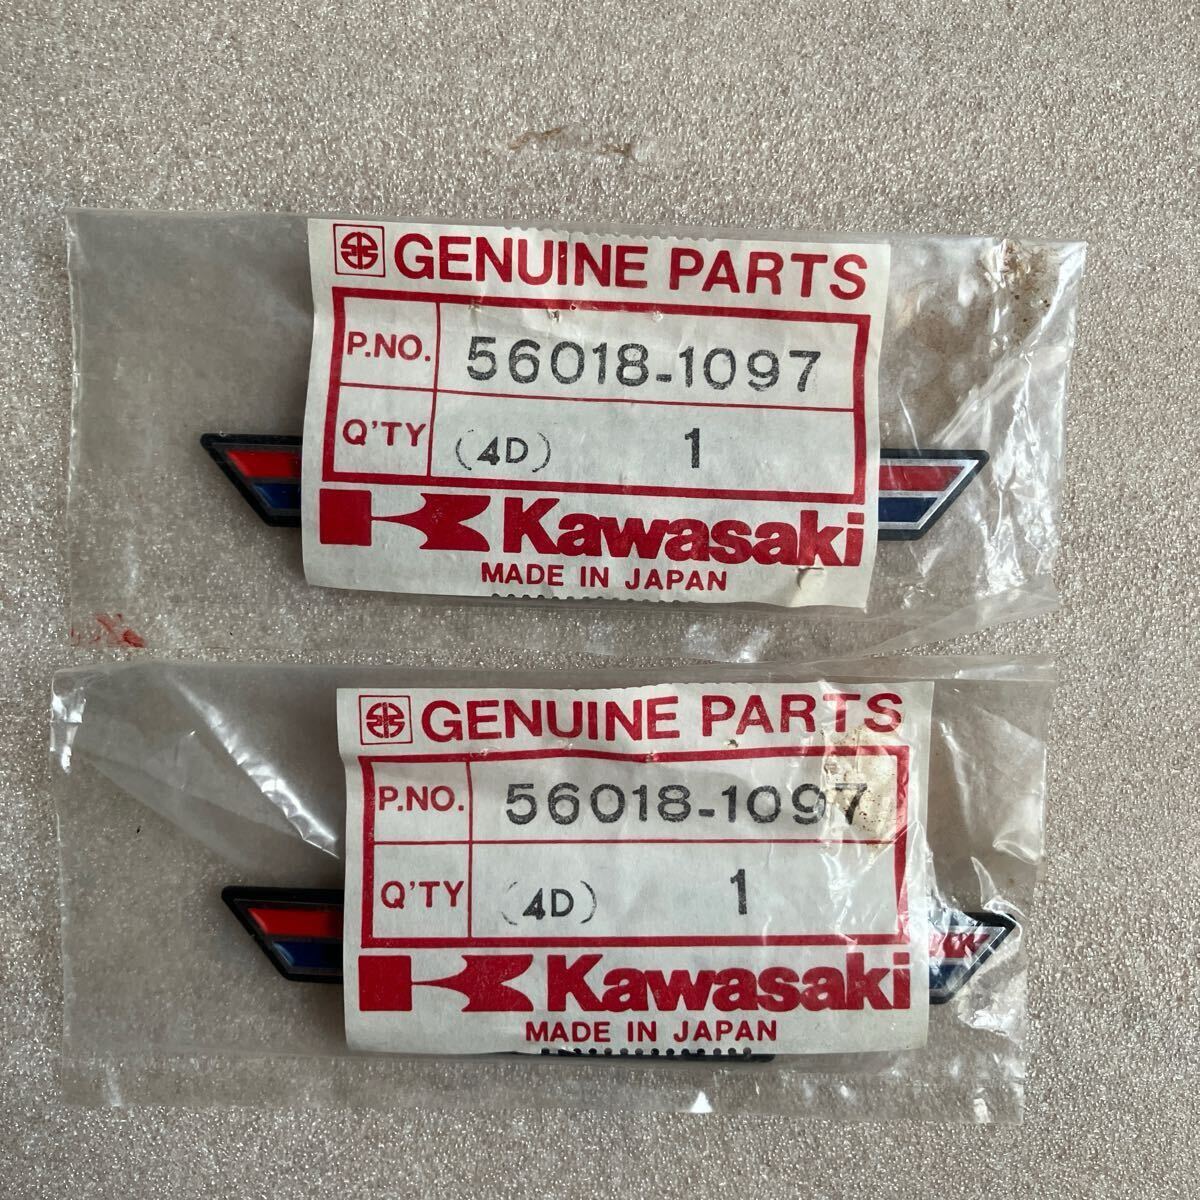 GENUINE PARTS
P.NO. 56018-1097
Q'TY (4D) 1
Kawasaki
MADE IN JAPAN
GENUINE PARTS
P.NO. 56018-1097
Q'TY (4D) 1
Kawasaki
MADE IN JAPAN